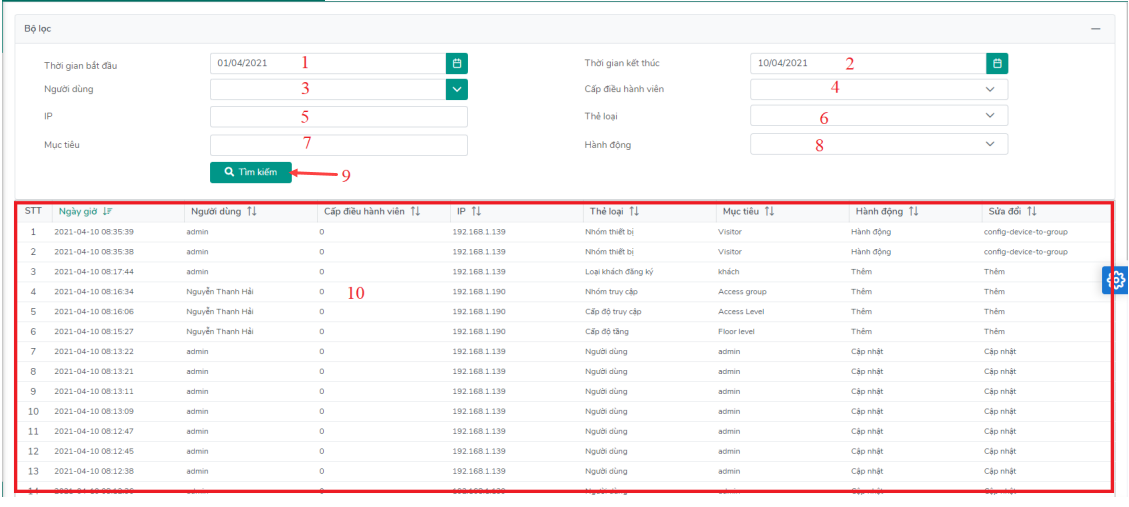 Bộ lọc
Thời gian bắt đầu 01/04/2021 1 Thời gian kết thúc 10/04/2021 2
Người dùng 3 Cấp điều hành viên 4
IP 5 Thẻ loại 6
Mục tiêu 7 Hành động 8
Tìm kiếm 9
STT Ngày giờ Người dùng Cấp điều hành viên IP Thẻ loại Mục tiêu Hành động Sửa đổi
1 2021-04-10 08:35:39 admin 0 192.168.1.139 Nhóm thiết bị Visitor Hành động config-device-to-group
2 2021-04-10 08:35:38 admin 0 192.168.1.139 Nhóm thiết bị Visitor Hành động config-device-to-group
3 2021-04-10 08:17:44 admin 0 192.168.1.139 Loại khách đăng ký khách Thêm Thêm
4 2021-04-10 08:16:34 Nguyễn Thanh Hải 0 10 192.168.1.190 Nhóm truy cập Access group Thêm Thêm
5 2021-04-10 08:16:06 Nguyễn Thanh Hải 0 192.168.1.190 Cấp độ truy cập Access Level Thêm Thêm
6 2021-04-10 08:15:27 Nguyễn Thanh Hải 0 192.168.1.190 Cấp độ tầng Floor level Thêm Thêm
7 2021-04-10 08:13:22 admin 0 192.168.1.139 Người dùng admin Cập nhật Cập nhật
8 2021-04-10 08:13:21 admin 0 192.168.1.139 Người dùng admin Cập nhật Cập nhật
9 2021-04-10 08:13:11 admin 0 192.168.1.139 Người dùng admin Cập nhật Cập nhật
10 2021-04-10 08:13:09 admin 0 192.168.1.139 Người dùng admin Cập nhật Cập nhật
11 2021-04-10 08:12:47 admin 0 192.168.1.139 Người dùng admin Cập nhật Cập nhật
12 2021-04-10 08:12:45 admin 0 192.168.1.139 Người dùng admin Cập nhật Cập nhật
13 2021-04-10 08:12:38 admin 0 192.168.1.139 Người dùng admin Cập nhật Cập nhật